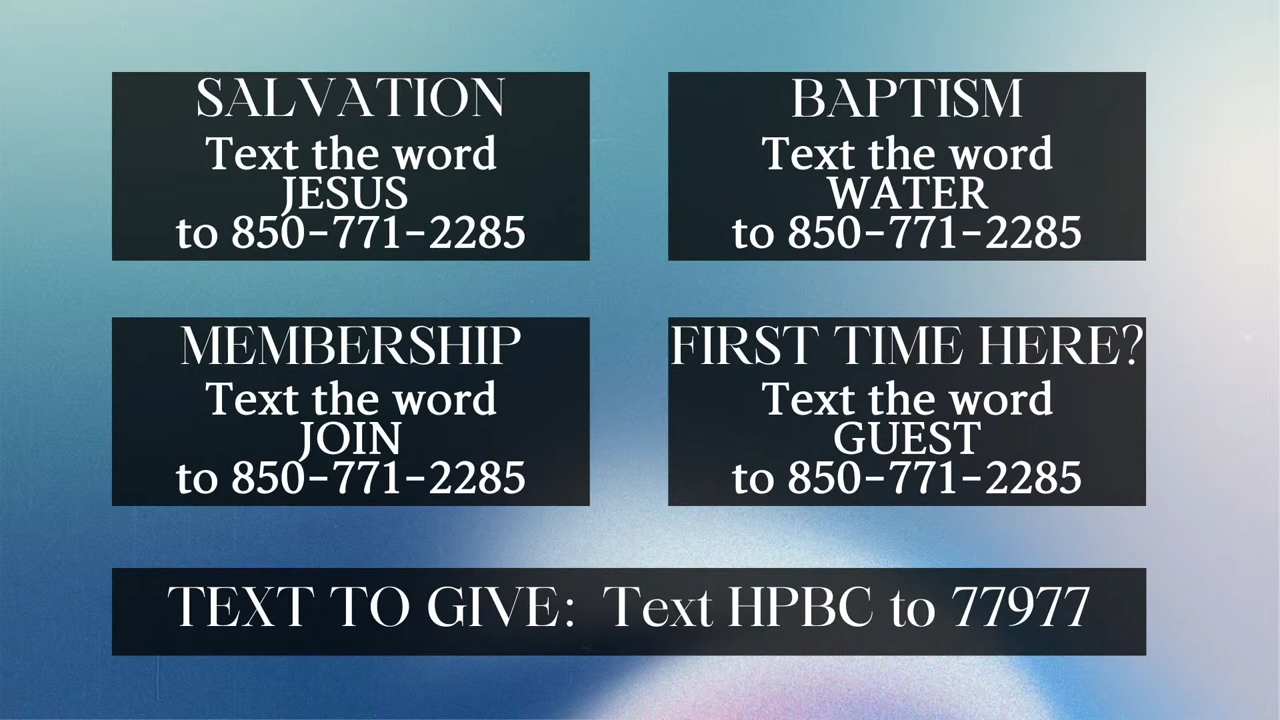 SALVATION
Text the word
JESUS
to 850-771-2285
BAPTISM
Text the word
WATER
to 850-771-2285
MEMBERSHIP
Text the word
JOIN
to 850-771-2285
FIRST TIME HERE?
Text the word
GUEST
to 850-771-2285
TEXT TO GIVE: Text HPBC to 77977